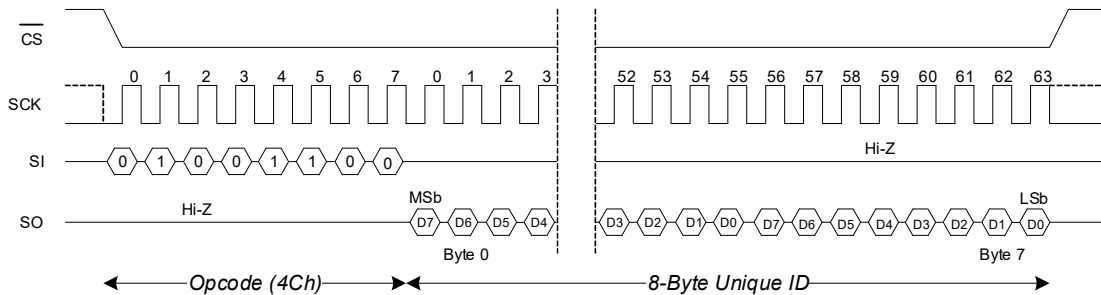 CS
0 1 2 3 4 5 6 7 0 1 2 3 52 53 54 55 56 57 58 59 60 61 62 63
SCK
Hi-Z
SI 0 1 0 0 1 1 0 0
MSb LSb
Hi-Z
SO D7 D6 D5 D4 D3 D2 D1 D0 D7 D6 D5 D4 D3 D2 D1 D0
Byte 0 Byte 7
Opcode (4Ch) 8-Byte Unique ID